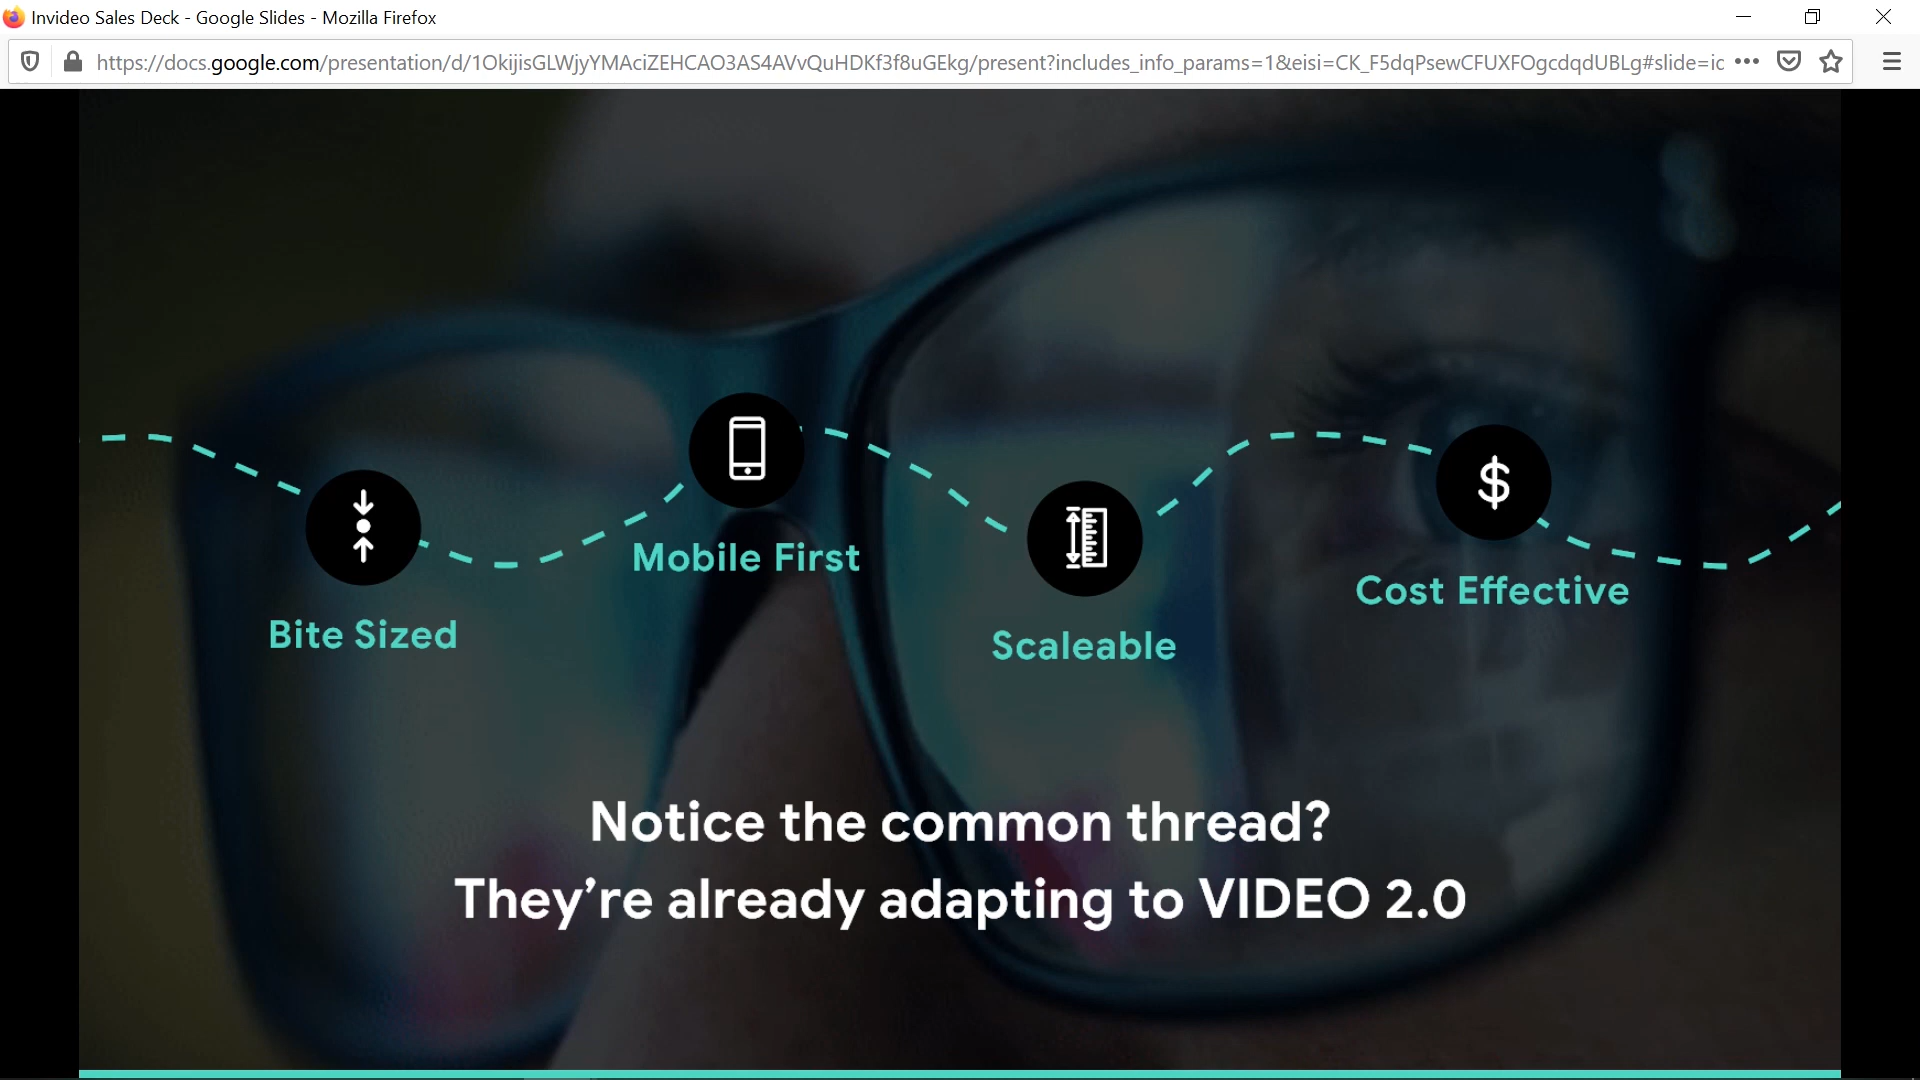 Invideo Sales Deck - Google Slides - Mozilla Firefox
https://docs.google.com/presentation/d/1OkijisGLWjyYMAciZEHCAO3AS4AVvQuHDKf3f8uGEkg/present?includes_info_params=1&eisi=CK_F5dqPsewCFUXFOgcdqdUBLg#slide=ic
Bite Sized
Mobile First
Scaleable
$
Cost Effective
Notice the common thread?
They’re already adapting to VIDEO 2.0